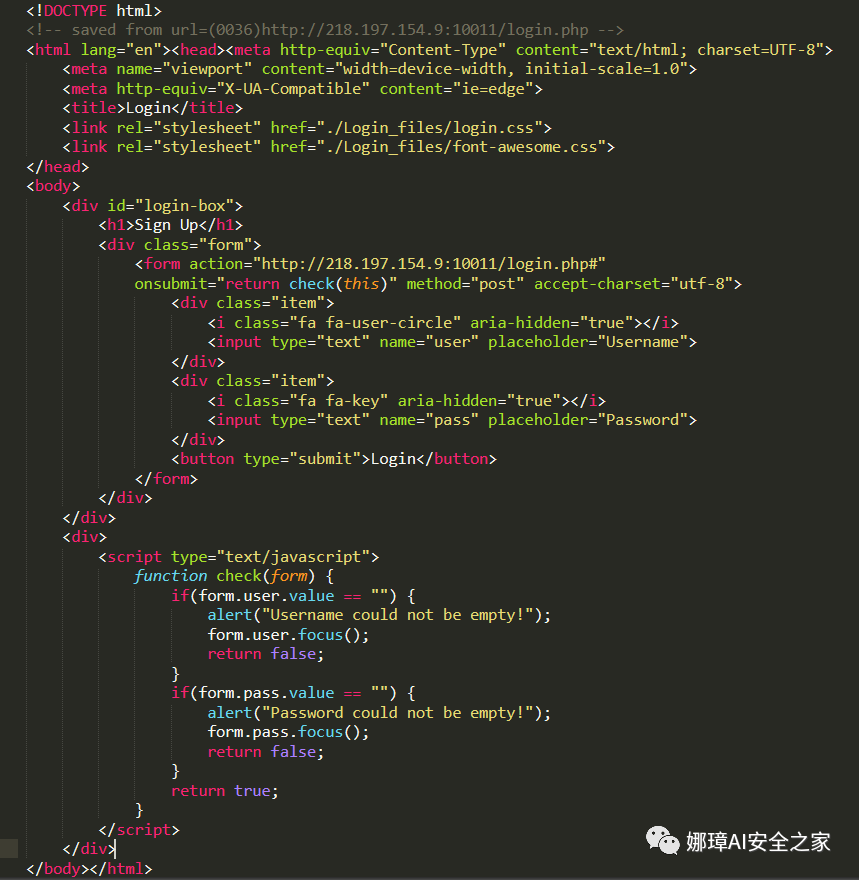 <!DOCTYPE html>
<!-- saved from url=(0036)http://218.197.154.9:10011/login.php -->
<html lang="en"><head><meta http-equiv="Content-Type" content="text/html; charset=UTF-8">
    <meta name="viewport" content="width=device-width, initial-scale=1.0">
    <meta http-equiv="X-UA-Compatible" content="ie=edge">
    <title>Login</title>
    <link rel="stylesheet" href="./Login_files/login.css">
    <link rel="stylesheet" href="./Login_files/font-awesome.css">
</head>
<body>
    <div id="login-box">
        <h1>Sign Up</h1>
        <div class="form">
            <form action="http://218.197.154.9:10011/login.php#"
            onsubmit="return check(this)" method="post" accept-charset="utf-8">
                <div class="item">
                    <i class="fa fa-user-circle" aria-hidden="true"></i>
                    <input type="text" name="user" placeholder="Username">
                </div>
                <div class="item">
                    <i class="fa fa-key" aria-hidden="true"></i>
                    <input type="text" name="pass" placeholder="Password">
                </div>
                <button type="submit">Login</button>
            </form>
        </div>
    </div>
    <div>
        <script type="text/javascript">
            function check(form) {
                if(form.user.value == "") {
                    alert("Username could not be empty!");
                    form.user.focus();
                    return false;
                }
                if(form.pass.value == "") {
                    alert("Password could not be empty!");
                    form.pass.focus();
                    return false;
                }
                return true;
            }
        </script>
    </div>
</body></html>
娜璋AI安全之家